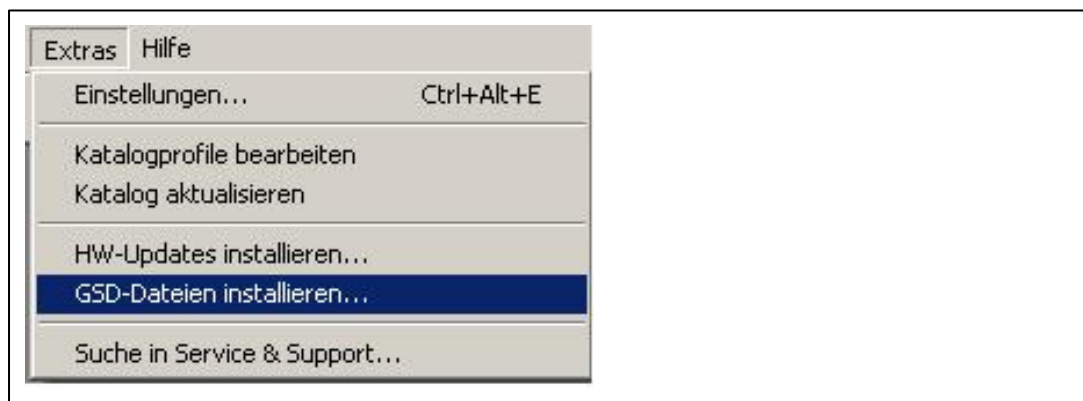 Extras Hilfe
Einstellungen... Ctrl+Alt+E
Katalogprofile bearbeiten
Katalog aktualisieren
HW-Updates installieren...
GSD-Dateien installieren...
Suche in Service & Support...